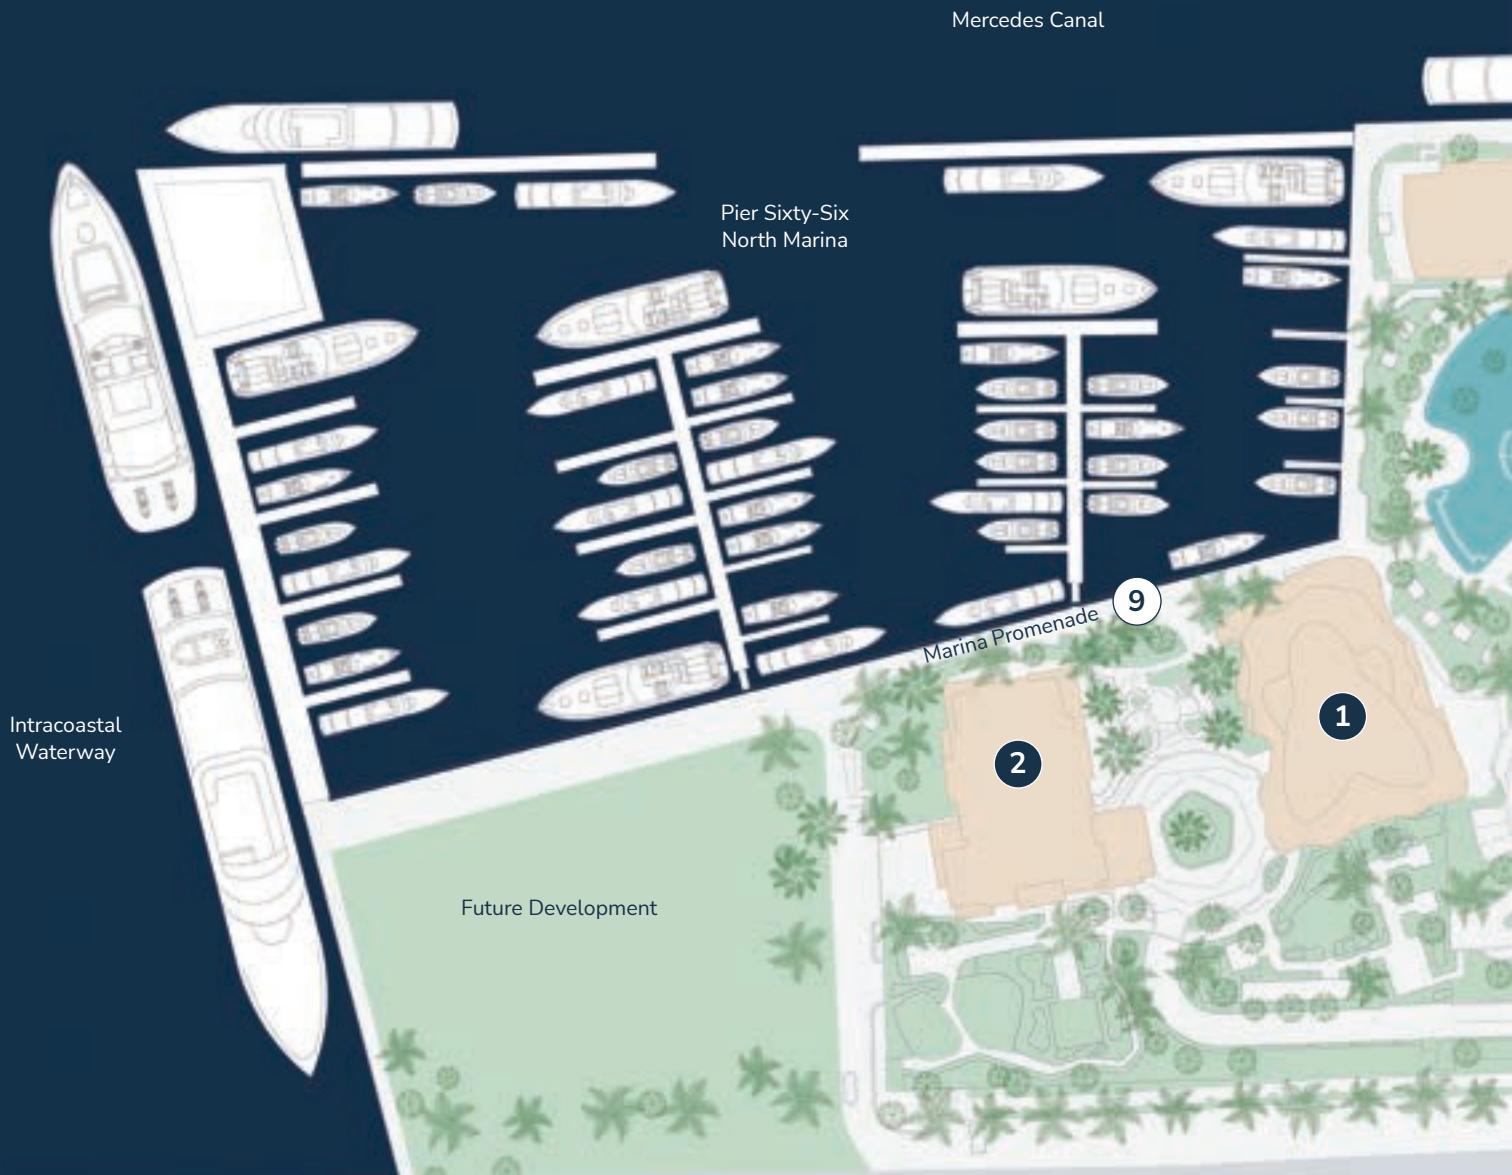 Mercedes Canal
Pier Sixty-Six
North Marina
9
Marina Promenade
1
2
Intracoastal
Waterway
Future Development